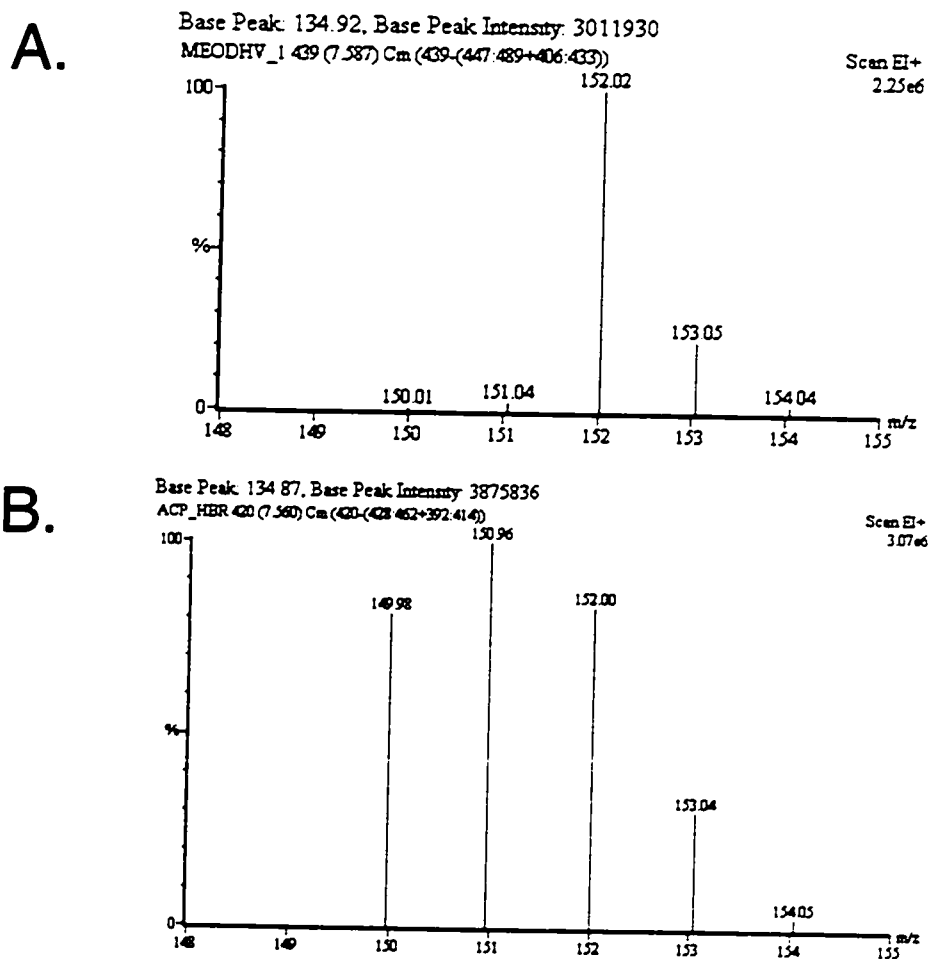 A.
Base Peak: 134.92, Base Peak Intensity: 3011930
MEODHV_1 439 (7.587) Cm (439-(447:489+406:433))
Scan EI+
2.25e6
100
152.02
%
153.05
150.01
151.04
154.04
0
148 149 150 151 152 153 154 155 m/z
B.
Base Peak: 134.87, Base Peak Intensity: 3875836
ACP_HBR 420 (7.560) Cm (420-(428:462+392:414))
Scan EI+
3.07e6
100
150.96
149.98
152.00
%
153.04
154.05
0
148 149 150 151 152 153 154 155 m/z